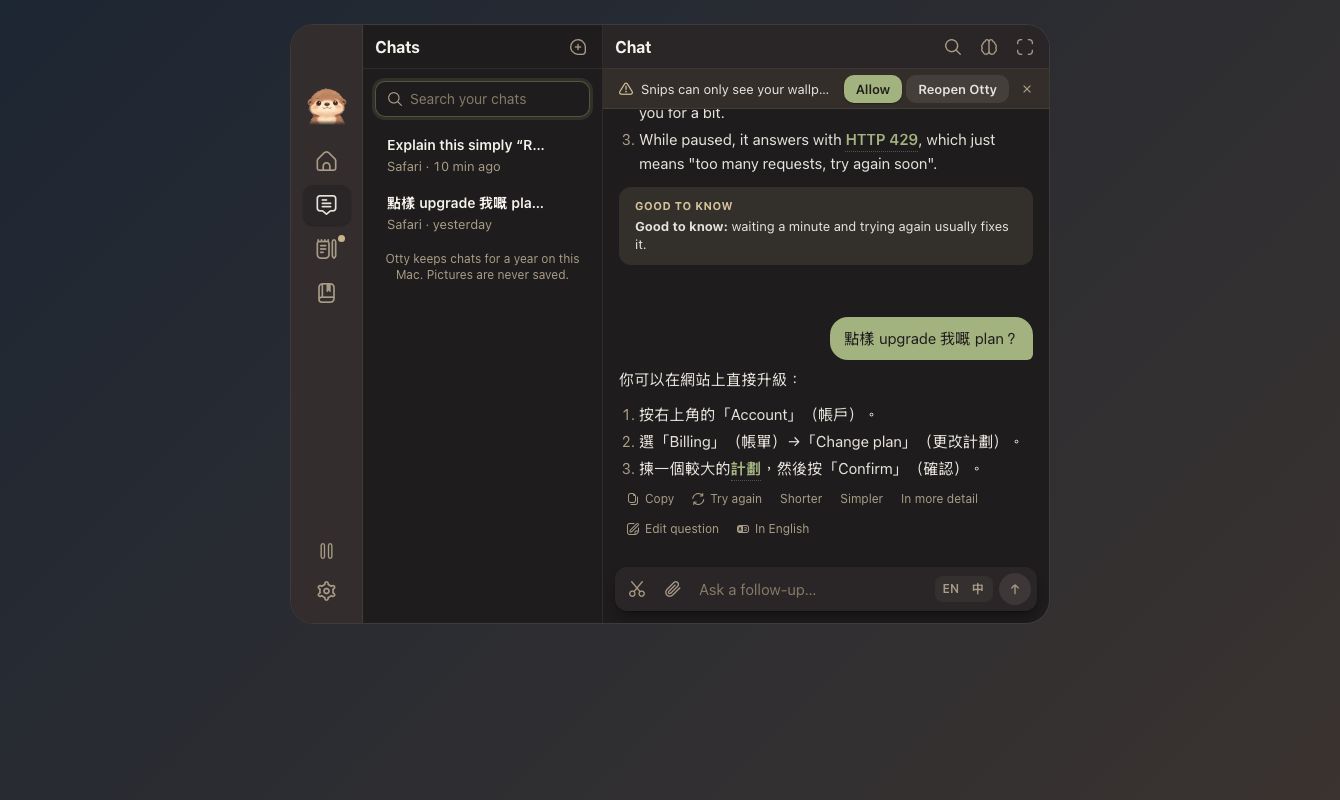 Chats
Search your chats
Explain this simply “R...
Safari · 10 min ago
點樣 upgrade 我嘅 pla...
Safari · yesterday
Otty keeps chats for a year on this
Mac. Pictures are never saved.
Chat
Snips can only see your wallp...
Allow
Reopen Otty
you for a bit.
3. While paused, it answers with HTTP 429, which just
means "too many requests, try again soon".
GOOD TO KNOW
Good to know: waiting a minute and trying again usually fixes
it.
點樣 upgrade 我嘅 plan？
你可以在網站上直接升級：
1. 按右上角的「Account」（帳戶）。
2. 選「Billing」（帳單）→「Change plan」（更改計劃）。
3. 揀一個較大的計劃，然後按「Confirm」（確認）。
Copy
Try again
Shorter
Simpler
In more detail
Edit question
In English
Ask a follow-up...
EN 中